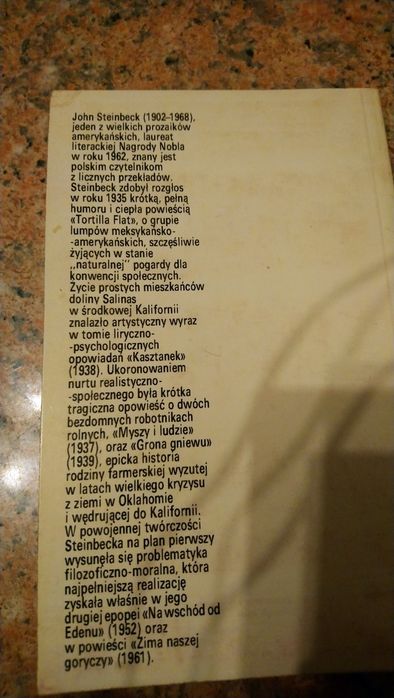 John Steinbeck (1902-1968),
jeden z wielkich prozaików
amerykańskich, laureat
literackiej Nagrody Nobla
w roku 1962, znany jest
polskim czytelnikom
z licznych przekładów.
Steinbeck zdobył rozgłos
w roku 1935 krótką, pełną
humoru i ciepła powieścią
«Tortilla Flat», o grupie
lumpów meksykańsko-
-amerykańskich, szczęśliwie
żyjących w stanie
,,naturalnej" pogardy dla
konwencji społecznych.
Życie prostych mieszkańców
doliny Salinas
w środkowej Kalifornii
znalazło artystyczny wyraz
w tomie liryczno-
-psychologicznych
opowiadań «Kasztanek»
(1938). Ukoronowaniem
nurtu realistyczno-
-społecznego była krótka
tragiczna opowieść o dwóch
bezdomnych robotnikach
rolnych, «Myszy i ludzie»
(1937), oraz «Grona gniewu»
(1939), epicka historia
rodziny farmerskiej wyzutej
w latach wielkiego kryzysu
z ziemi w Oklahomie
i wędrującej do Kalifornii.
W powojennej twórczości
Steinbecka na plan pierwszy
wysunęła się problematyka
filozoficzno-moralna, która
najpełniejszą realizację
zyskała właśnie w jego
drugiej epopei «Na wschód od
Edenu» (1952) oraz
w powieści «Zima naszej
goryczy» (1961).